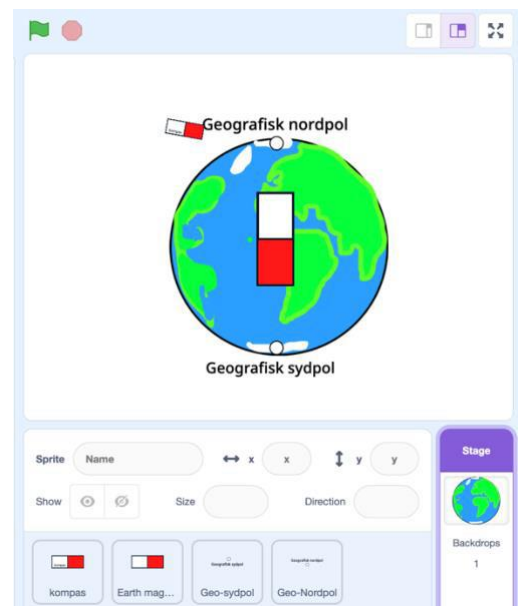 Geografisk nordpol
Geografisk sydpol
Sprite Name x x y y
Show Size Direction
Stage
Backdrops
1
kompas Earth mag... Geo-sydpol Geo-Nordpol